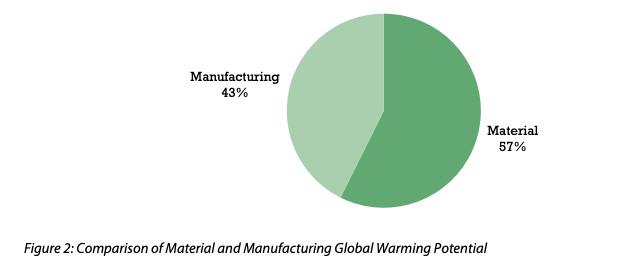 Manufacturing
43%
Material
57%
Figure 2: Comparison of Material and Manufacturing Global Warming Potential